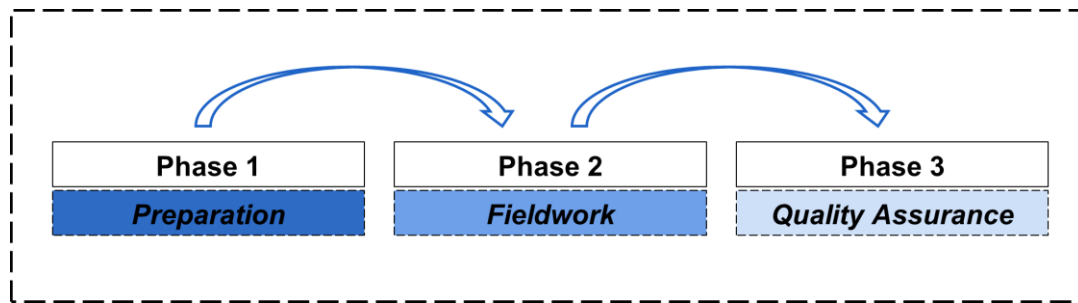 Phase 1
Preparation
Phase 2
Fieldwork
Phase 3
Quality Assurance